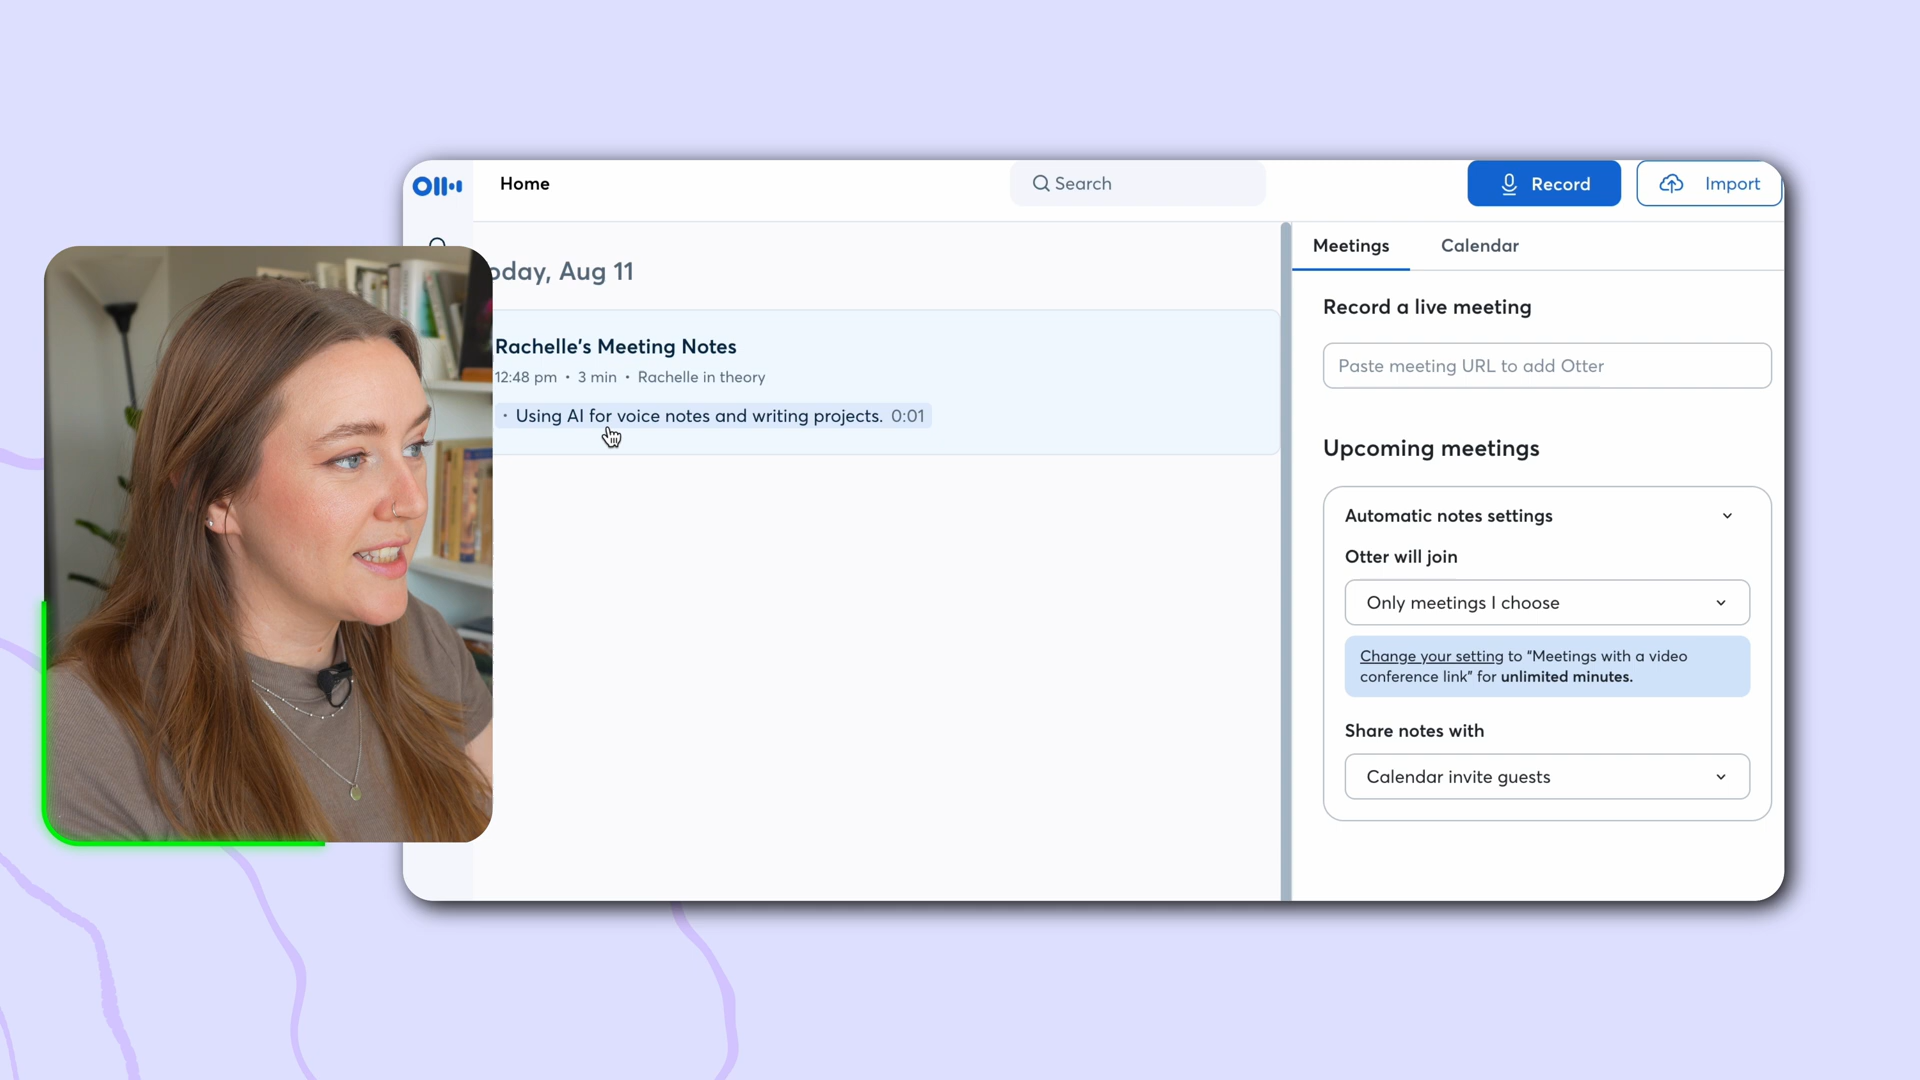 Home
Search
Record
Import
oday, Aug 11
Rachelle's Meeting Notes
12:48 pm • 3 min • Rachelle in theory
· Using AI for voice notes and writing projects. 0:01
Meetings
Calendar
Record a live meeting
Paste meeting URL to add Otter
Upcoming meetings
Automatic notes settings
Otter will join
Only meetings I choose
Change your setting to "Meetings with a video
conference link" for unlimited minutes.
Share notes with
Calendar invite guests